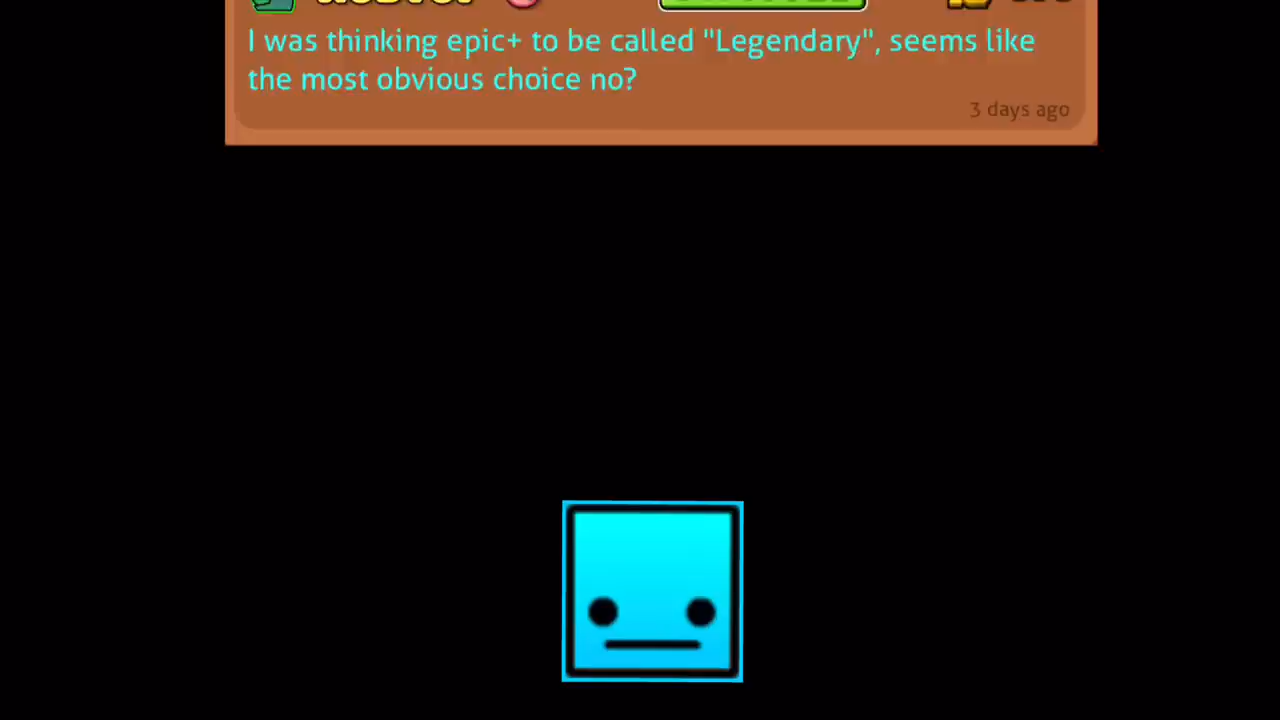 I was thinking epic+ to be called "Legendary", seems like
the most obvious choice no?
3 days ago